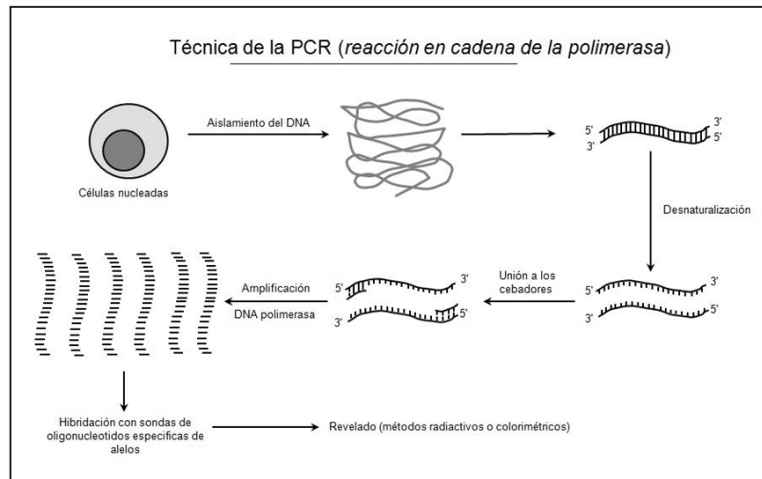 Técnica de la PCR (reacción en cadena de la polimerasa)
Aislamiento del DNA
Células nucleadas
5'
3'
3'
5'
Desnaturalización
5'
3'
3'
5'
Unión a los
cebadores
5'
3'
3'
5'
Amplificación
DNA polimerasa
Hibridación con sondas de
oligonucleotidos especificas de
alelos
Revelado (métodos radiactivos o colorimétricos)